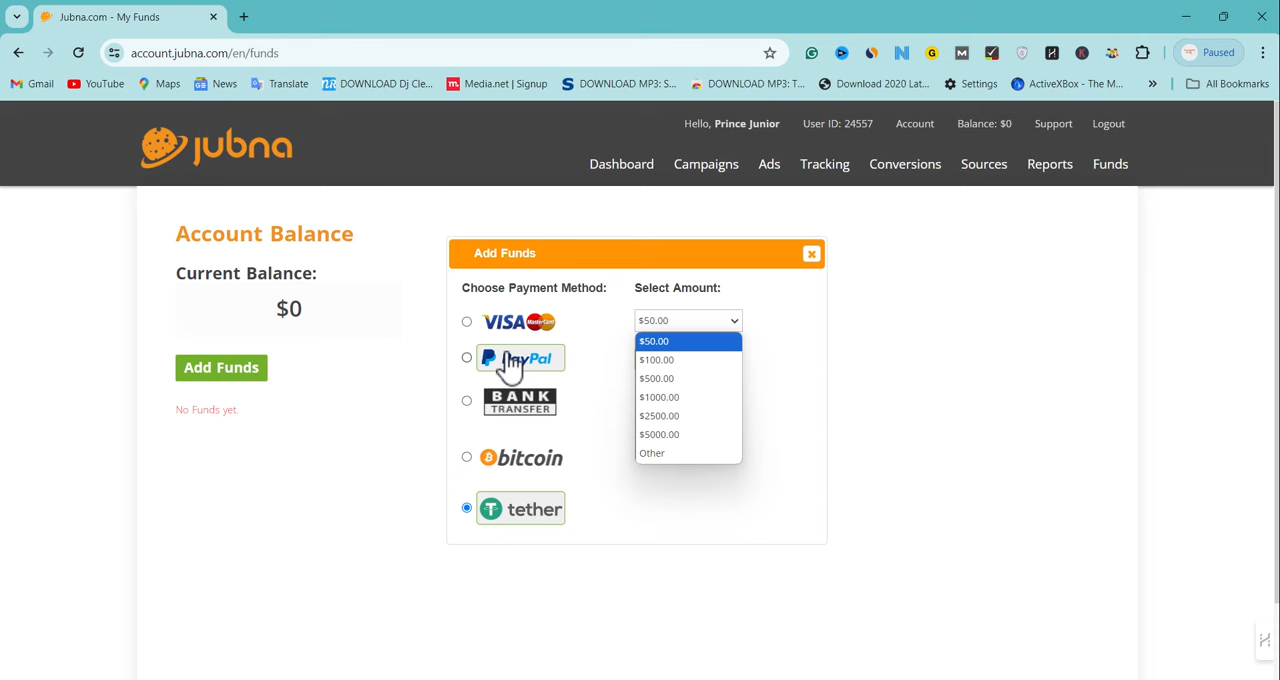 Jubna.com - My Funds
account.jubna.com/en/funds
Paused
Gmail
YouTube
Maps
News
Translate
DOWNLOAD Dj Cle...
Media.net | Signup
DOWNLOAD MP3: S...
DOWNLOAD MP3: T...
Download 2020 Lat...
Settings
ActiveXBox - The M...
All Bookmarks
Hello, Prince Junior
User ID: 24557
Account
Balance: $0
Support
Logout
jubna
Dashboard
Campaigns
Ads
Tracking
Conversions
Sources
Reports
Funds
Account Balance
Current Balance:
$0
Add Funds
No Funds yet.
Add Funds
Choose Payment Method:
Select Amount:
VISA MasterCard
PayPal
BANK
TRANSFER
bitcoin
tether
$50.00
$50.00
$100.00
$500.00
$1000.00
$2500.00
$5000.00
Other